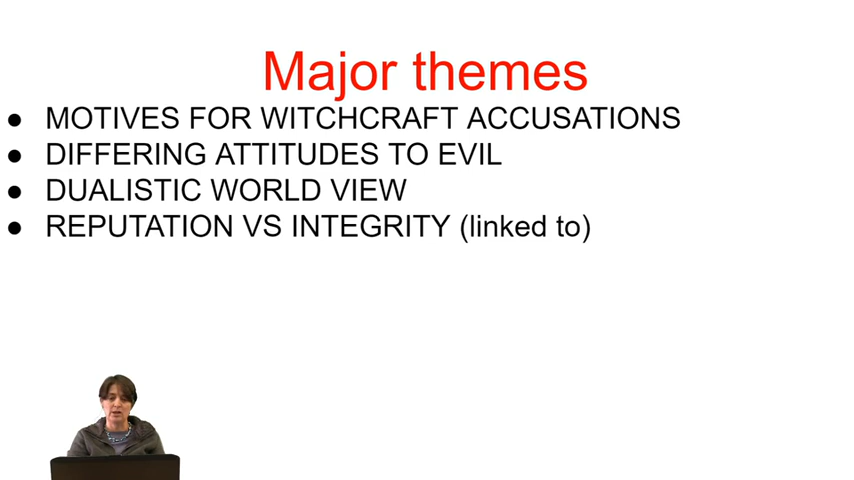 Major themes
● MOTIVES FOR WITCHCRAFT ACCUSATIONS
● DIFFERING ATTITUDES TO EVIL
● DUALISTIC WORLD VIEW
● REPUTATION VS INTEGRITY (linked to)